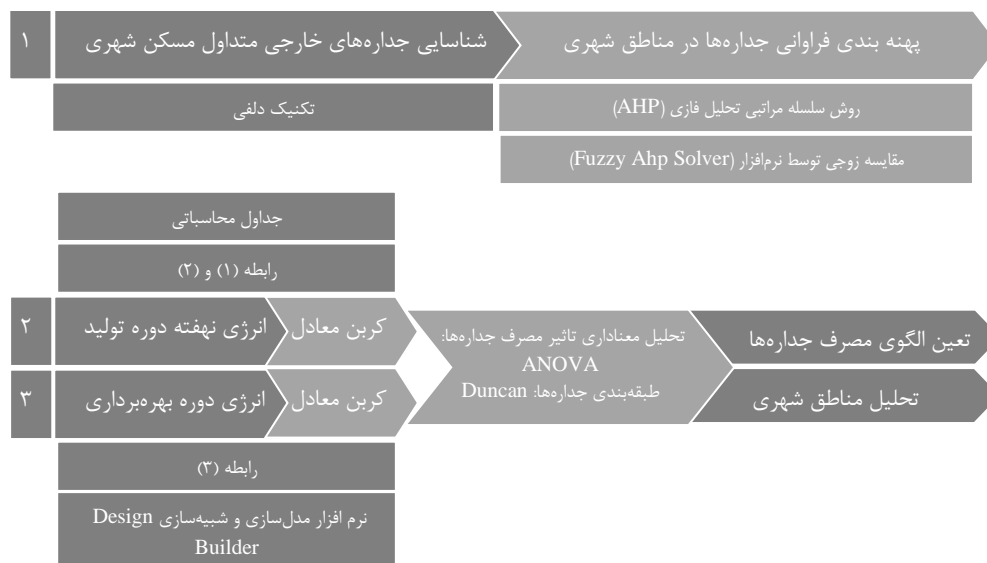 ۱
شناسایی جداره‌های خارجی متداول مسکن شهری
پهنه بندی فراوانی جداره‌ها در مناطق شهری
تکنیک دلفی
روش سلسله مراتبی تحلیل فازی (AHP)
مقایسه زوجی توسط نرم‌افزار (Fuzzy Ahp Solver)
جداول محاسباتی
رابطه (۱) و (۲)
۲
انرژی نهفته دوره تولید
کربن معادل
۳
انرژی دوره بهره‌برداری
کربن معادل
تحلیل معناداری تاثیر مصرف جداره‌ها:
ANOVA
طبقه‌بندی جداره‌ها: Duncan
تعین الگوی مصرف جداره‌ها
تحلیل مناطق شهری
رابطه (۳)
نرم افزار مدل‌سازی و شبیه‌سازی Design
Builder